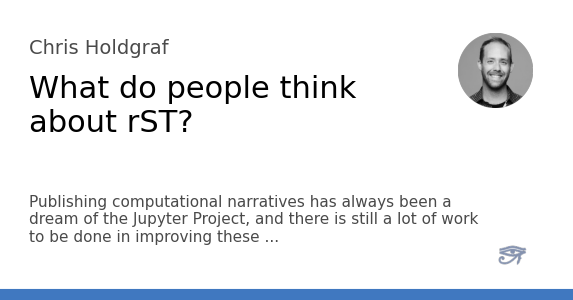 Chris Holdgraf
What do people think
about rST?
Publishing computational narratives has always been a
dream of the Jupyter Project, and there is still a lot of work
to be done in improving these ...